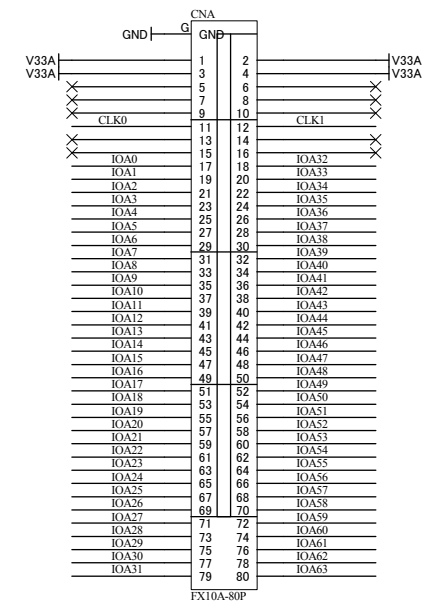 CNA
GND G GND
V33A 1 2 V33A
V33A 3 4 V33A
5 6
7 8
9 10
CLK0 11 12 CLK1
13 14
15 16
IOA0 17 18 IOA32
IOA1 19 20 IOA33
IOA2 21 22 IOA34
IOA3 23 24 IOA35
IOA4 25 26 IOA36
IOA5 27 28 IOA37
IOA6 29 30 IOA38
IOA7 31 32 IOA39
IOA8 33 34 IOA40
IOA9 35 36 IOA41
IOA10 37 38 IOA42
IOA11 39 40 IOA43
IOA12 41 42 IOA44
IOA13 43 44 IOA45
IOA14 45 46 IOA46
IOA15 47 48 IOA47
IOA16 49 50 IOA48
IOA17 51 52 IOA49
IOA18 53 54 IOA50
IOA19 55 56 IOA51
IOA20 57 58 IOA52
IOA21 59 60 IOA53
IOA22 61 62 IOA54
IOA23 63 64 IOA55
IOA24 65 66 IOA56
IOA25 67 68 IOA57
IOA26 69 70 IOA58
IOA27 71 72 IOA59
IOA28 73 74 IOA60
IOA29 75 76 IOA61
IOA30 77 78 IOA62
IOA31 79 80 IOA63
FX10A-80P